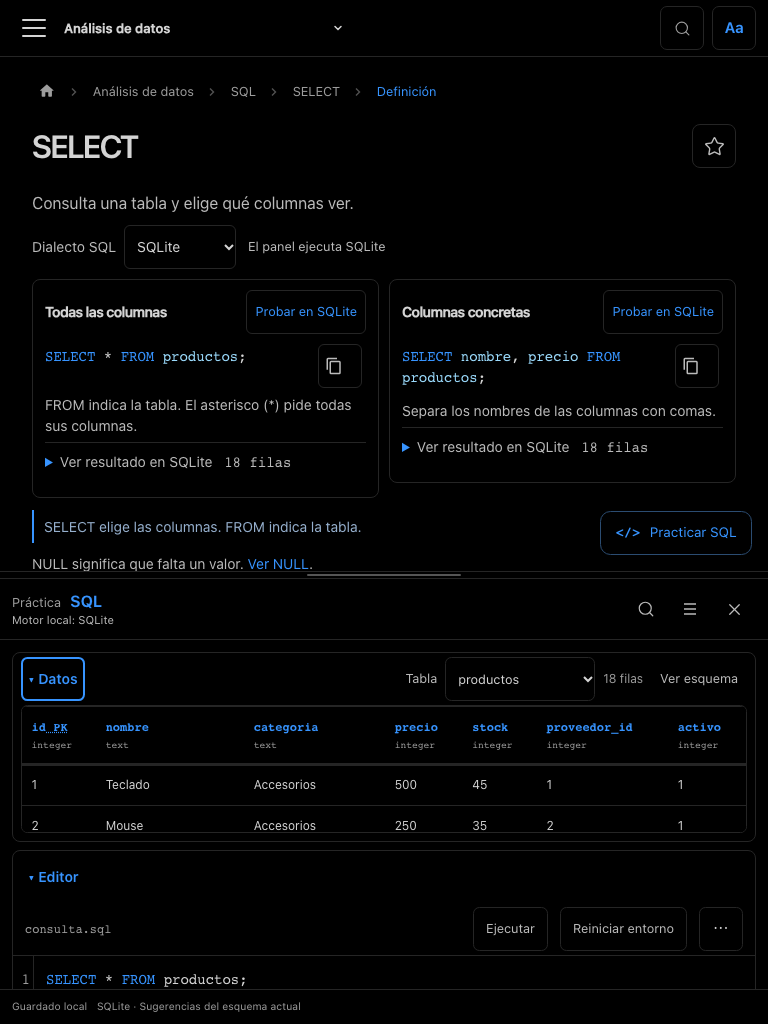 Análisis de datos
Aa
Análisis de datos
SQL
SELECT
Definición
SELECT
Consulta una tabla y elige qué columnas ver.
Dialecto SQL
SQLite
El panel ejecuta SQLite
Todas las columnas
Probar en SQLite
SELECT * FROM productos;
FROM indica la tabla. El asterisco (*) pide todas
sus columnas.
Ver resultado en SQLite 18 filas
Columnas concretas
Probar en SQLite
SELECT nombre, precio FROM
productos;
Separa los nombres de las columnas con comas.
Ver resultado en SQLite 18 filas
SELECT elige las columnas. FROM indica la tabla.
</> Practicar SQL
NULL significa que falta un valor. Ver NULL.
Práctica SQL
Motor local: SQLite
Datos
Tabla
productos
18 filas
Ver esquema
id PK nombre categoria precio stock proveedor_id activo
integer text text integer integer integer integer
1 Teclado Accesorios 500 45 1 1
2 Mouse Accesorios 250 35 2 1
Editor
consulta.sql
Ejecutar
Reiniciar entorno
...
1 SELECT * FROM productos;
Guardado local SQLite · Sugerencias del esquema actual